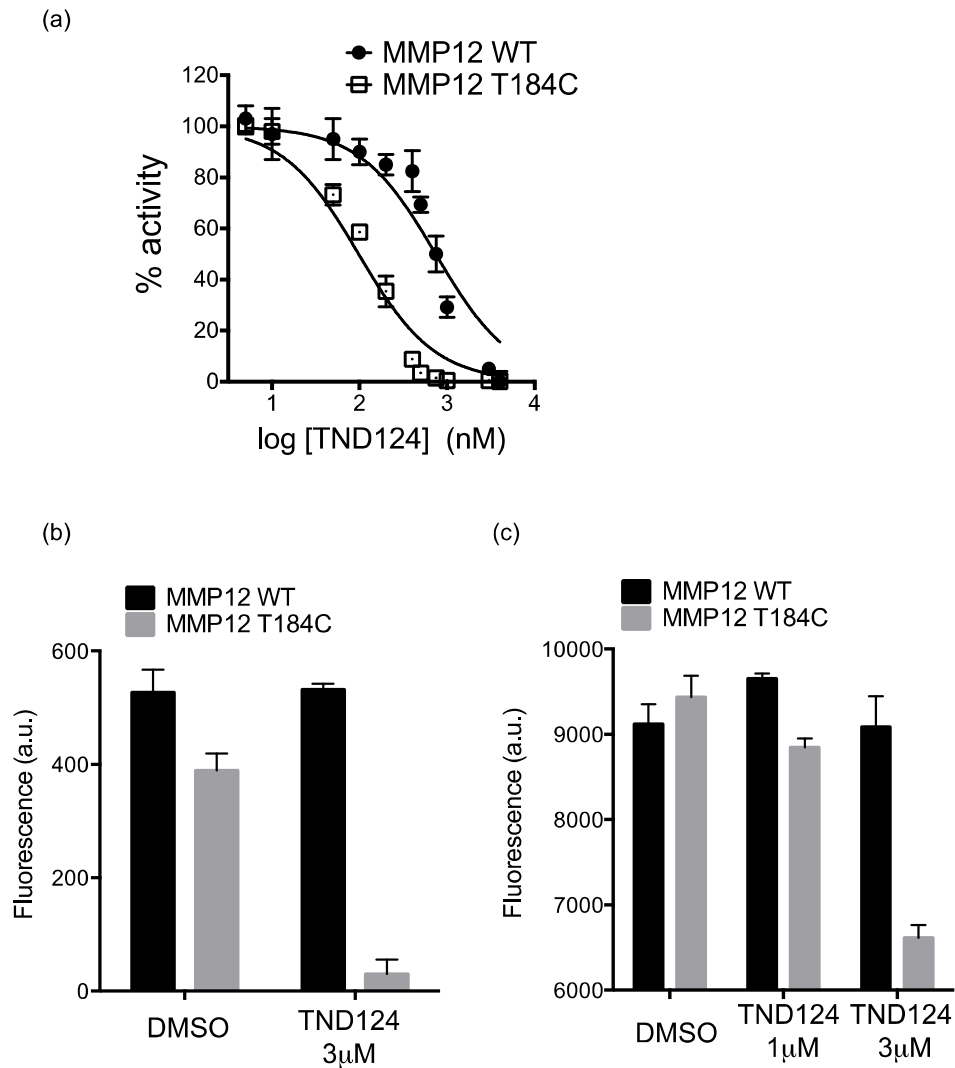 (a)
MMP12 WT
MMP12 T184C
120
100
80
60
40
20
0
% activity
1 2 3 4
log [TND124] (nM)
(b)
MMP12 WT
MMP12 T184C
600
400
200
0
Fluorescence (a.u.)
DMSO
TND124
3μM
(c)
MMP12 WT
MMP12 T184C
10000
9000
8000
7000
6000
Fluorescence (a.u.)
DMSO
TND124
1μM
TND124
3μM